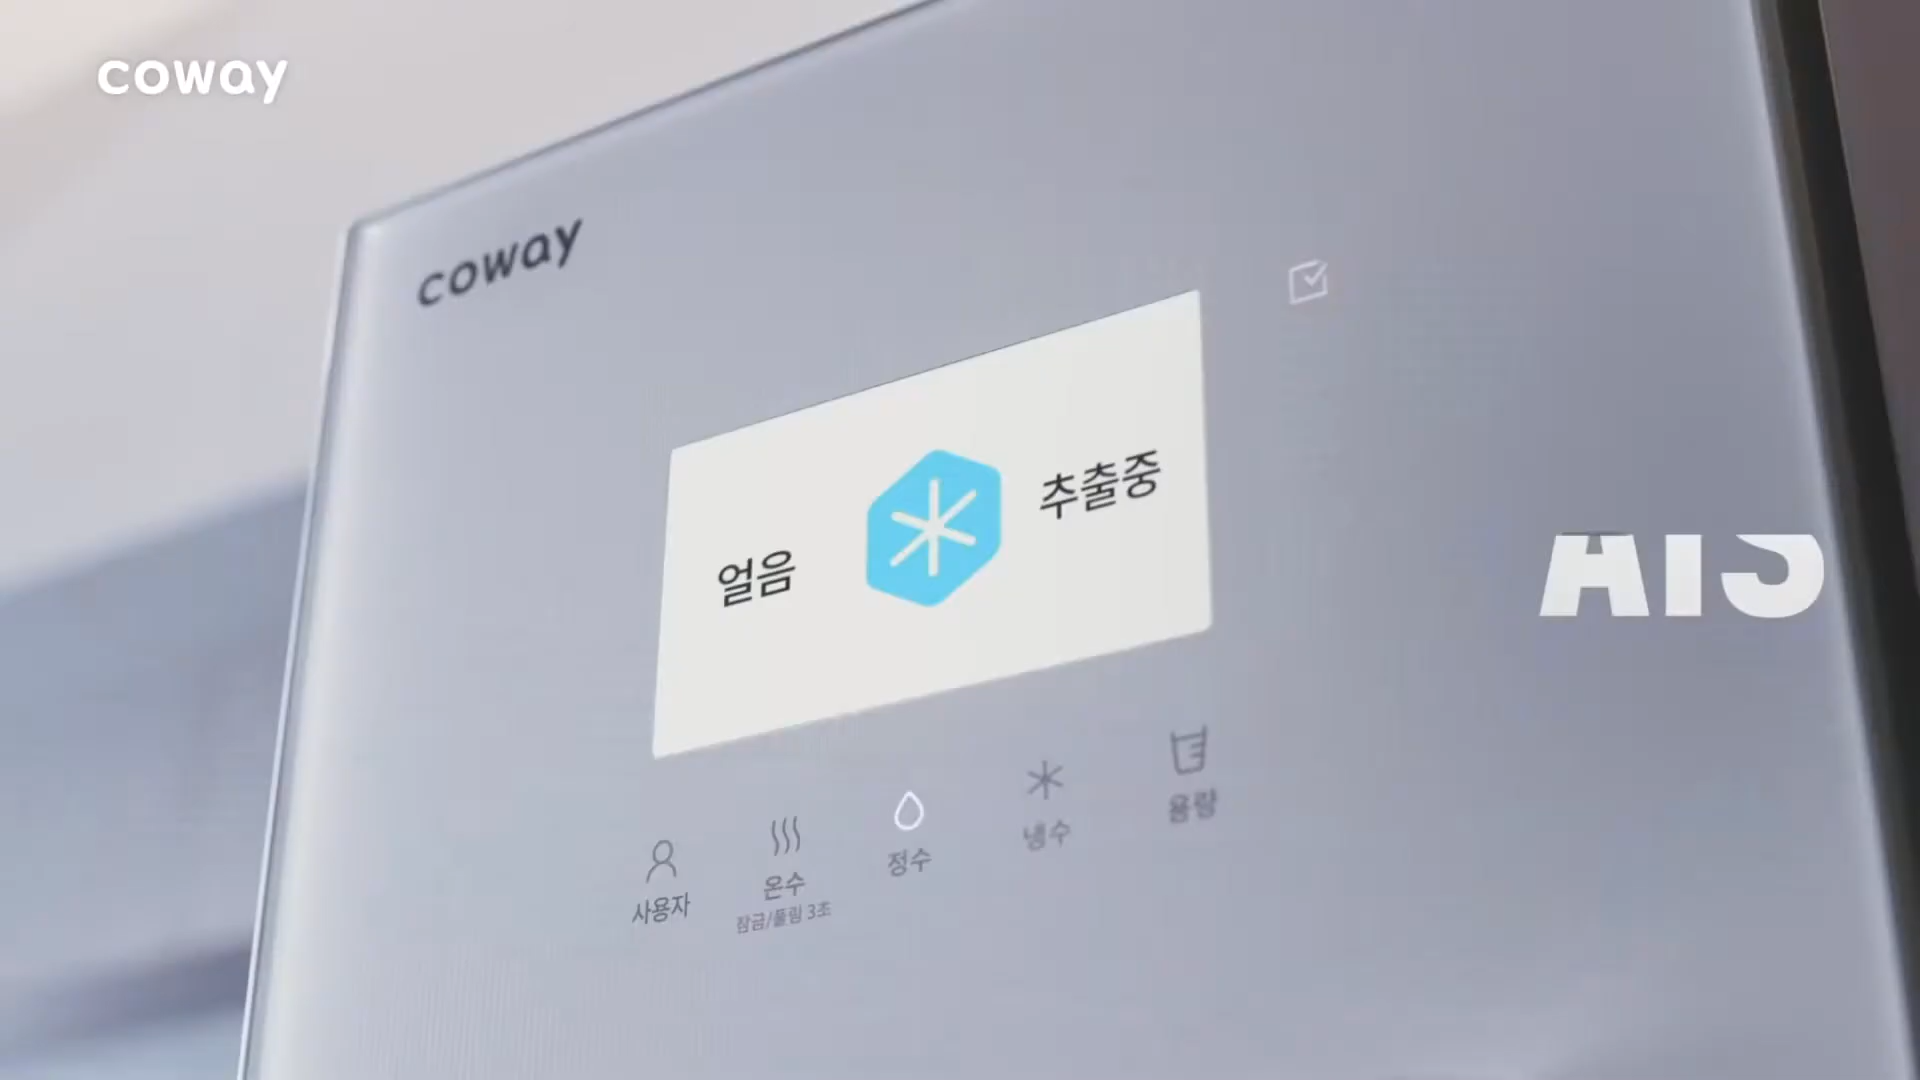 coway
coway
얼음
추출중
사용자
온수
잠금/풀림 3초
정수
냉수
용량